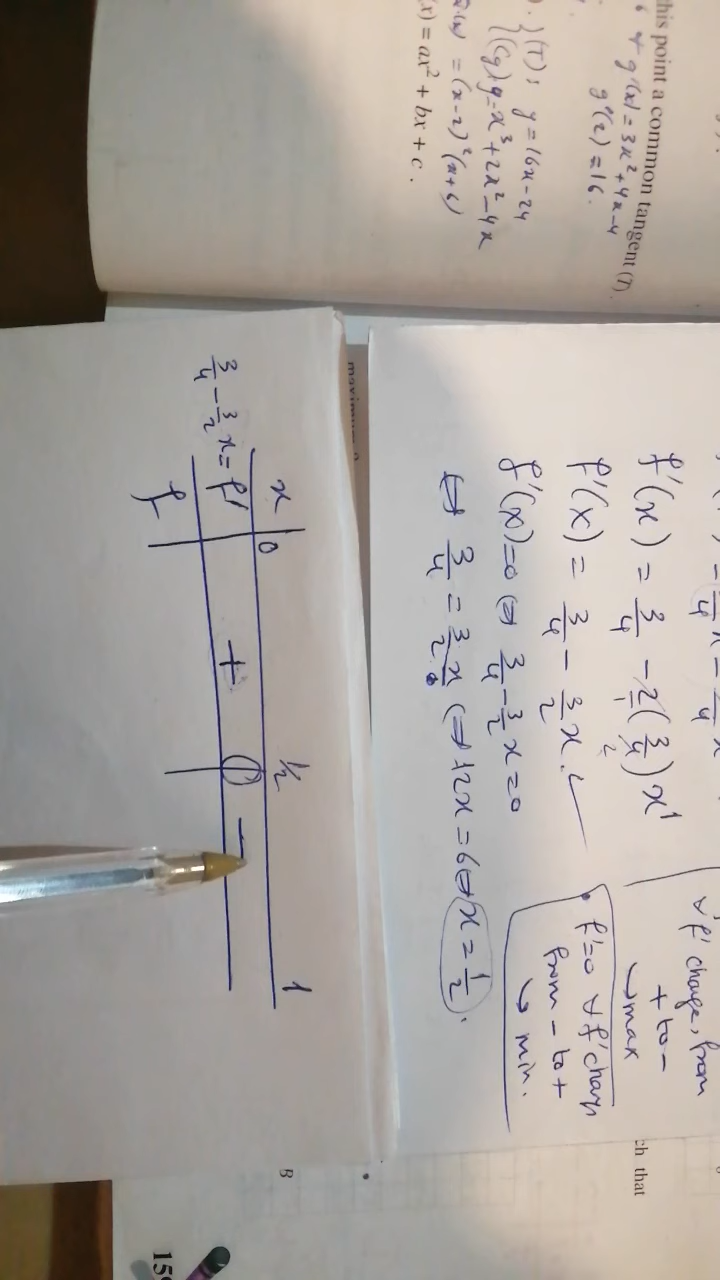 this point a common tangent (T).
g'(x) = 3x² + 4x - 4
g'(2) = 16.
(T): y = 16x - 24
(Cg) y = x³ + 2x² - 4x
= (x-2)² (x+6)
(x) = ax² + bx + c.
f'(x) = 3/4 - 2(3/4)x¹
f'(x) = 3/4 - 3/2 x.
f'(x)=0 ⇔ 3/4 - 3/2 x = 0
⇔ 3/4 = 3/2 x ⇔ 12x = 6 ⇔ x = 1/2.
f' change, from
+ to -
↳ max
• f'=0 & f' change
from - to +
↳ min.
ch that
x 0 1/2 1
3/4 - 3/2 x = f' + 0 -
f
B